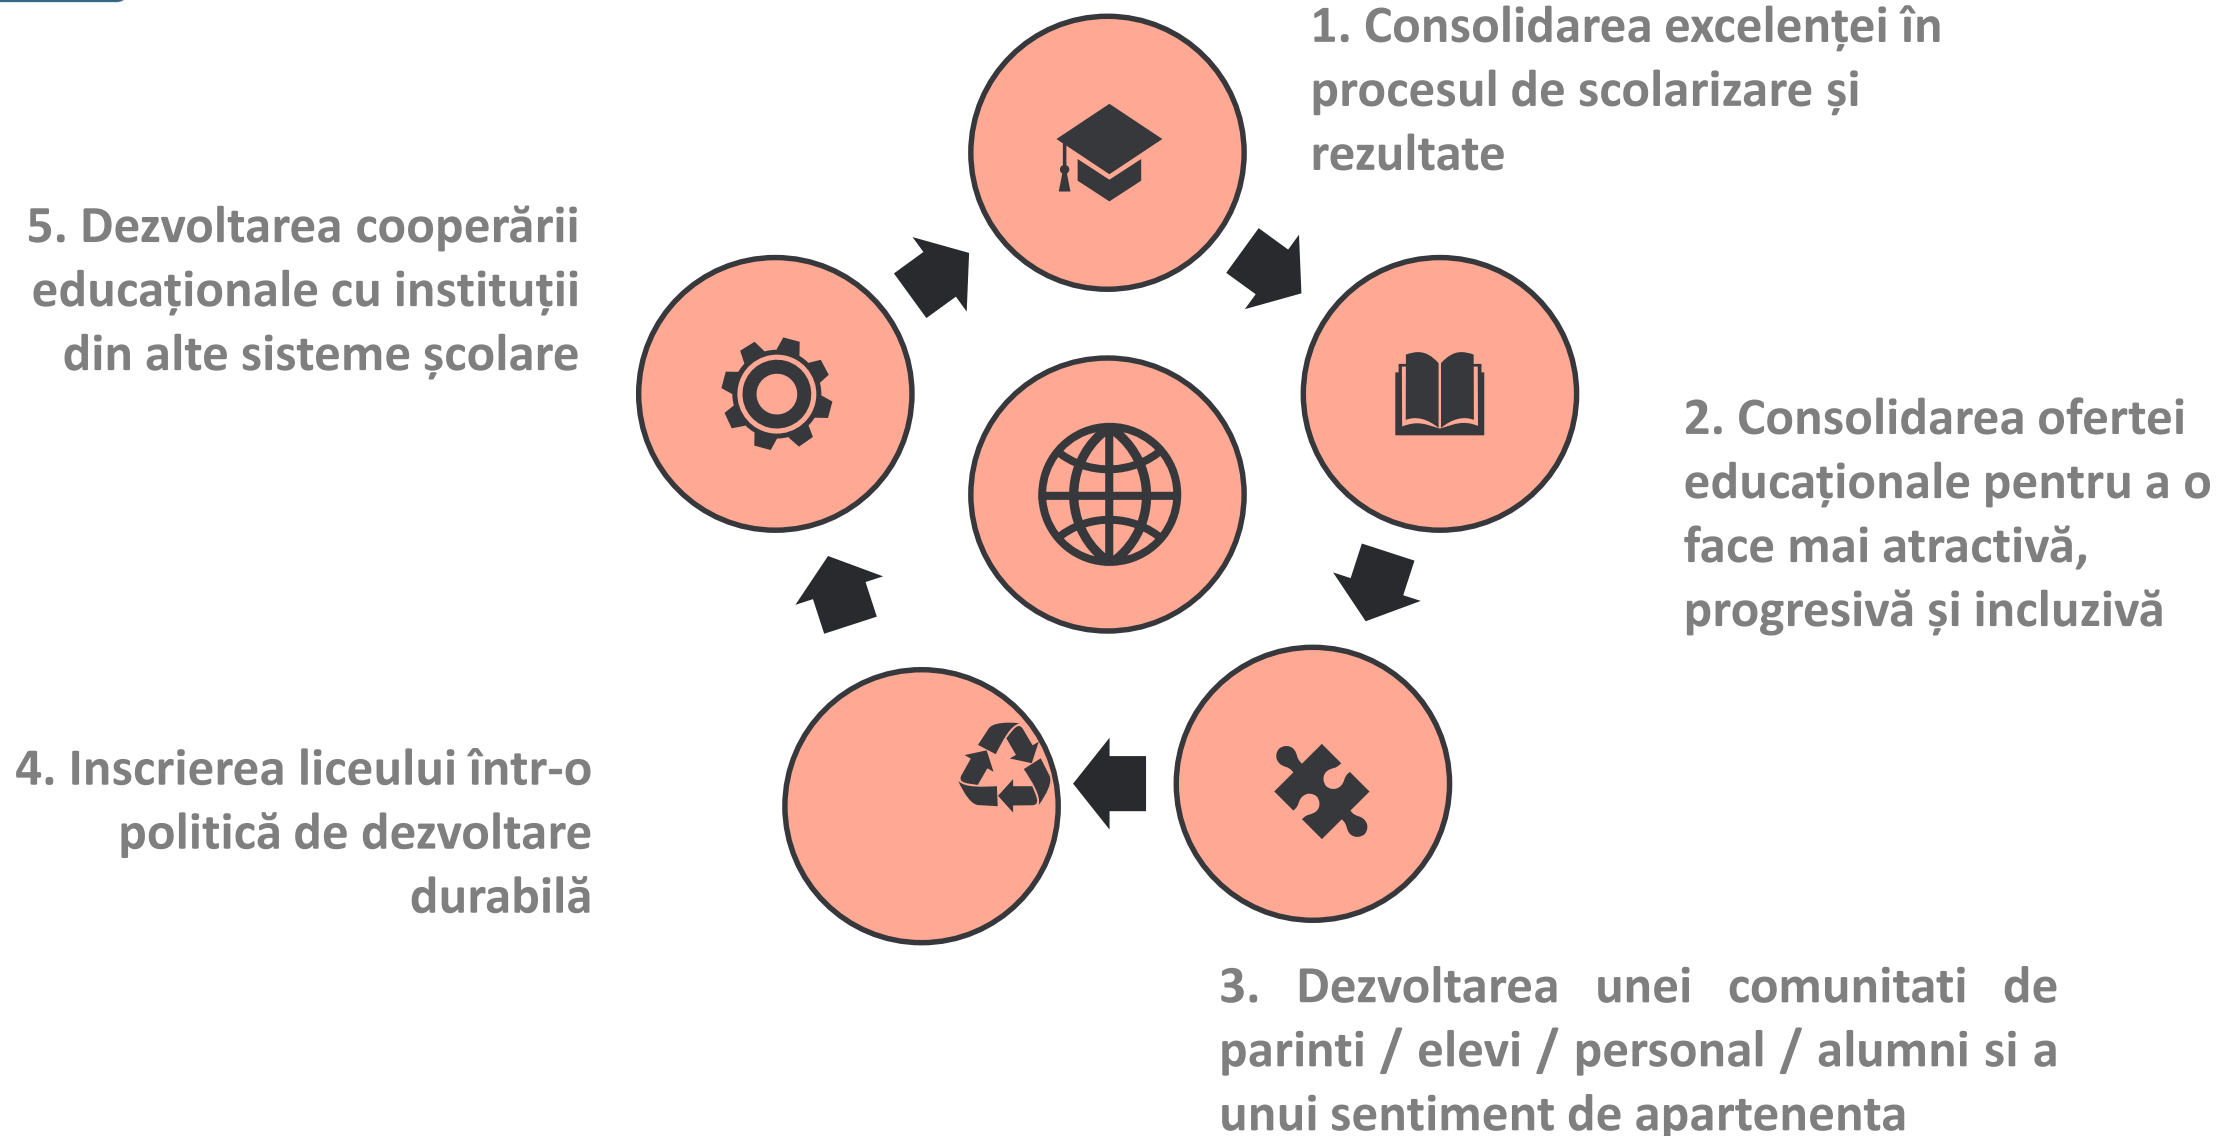 1. Consolidarea excelenței în
procesul de scolarizare și
rezultate
2. Consolidarea ofertei
educaționale pentru a o
face mai atractivă,
progresivă și incluzivă
3. Dezvoltarea unei comunitati de
parinti / elevi / personal / alumni si a
unui sentiment de apartenenta
4. Inscrierea liceului într-o
politică de dezvoltare
durabilă
5. Dezvoltarea cooperării
educaționale cu instituții
din alte sisteme școlare